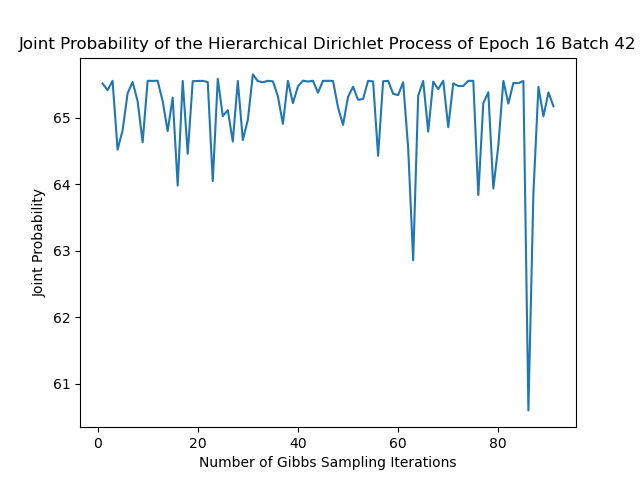 Joint Probability of the Hierarchical Dirichlet Process of Epoch 16 Batch 42
65
64
63
62
61
Joint Probability
0 20 40 60 80
Number of Gibbs Sampling Iterations